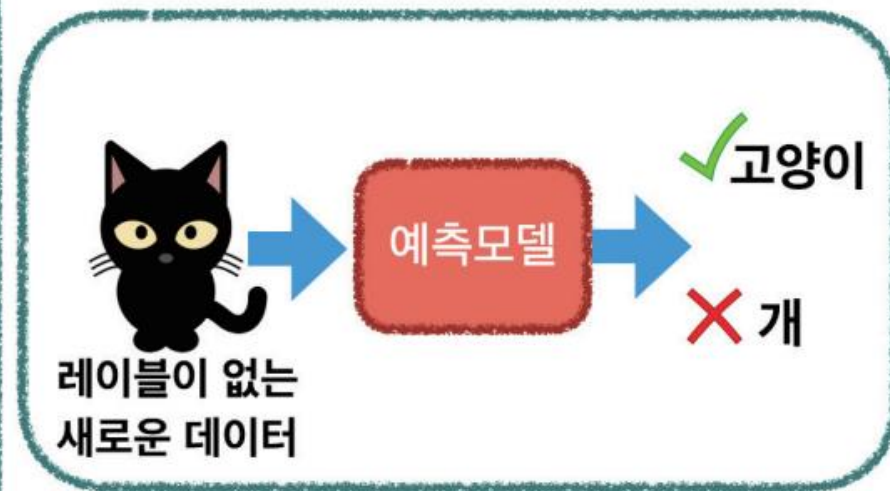 고양이
예측모델
개
레이블이 없는
새로운 데이터